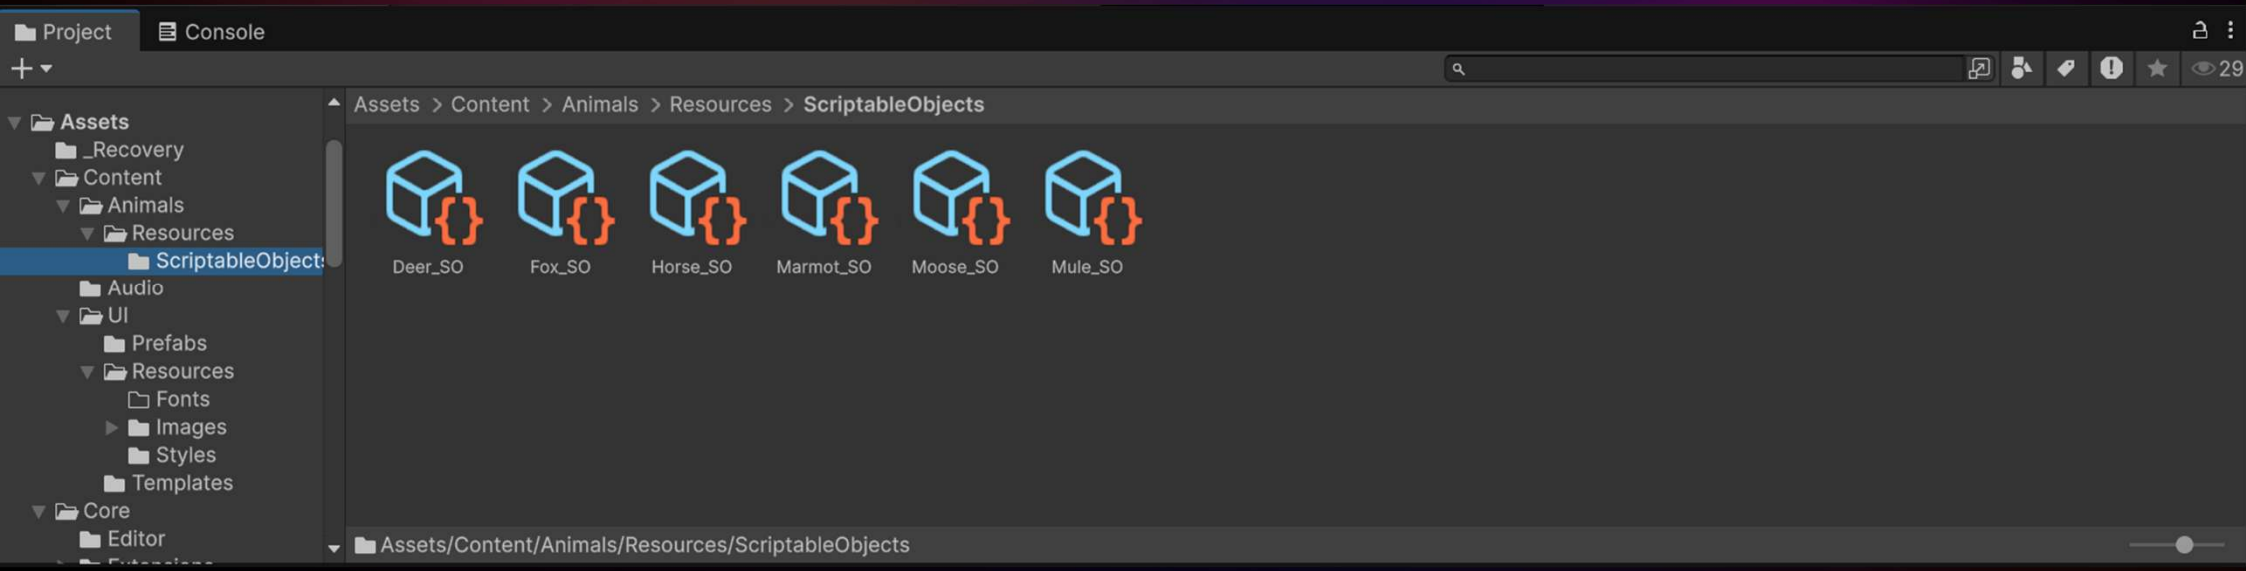 Project
Console
29
Assets
_Recovery
Content
Animals
Resources
ScriptableObject
Audio
UI
Prefabs
Resources
Fonts
Images
Styles
Templates
Core
Editor
Extensions
Assets > Content > Animals > Resources > ScriptableObjects
Deer_SO
Fox_SO
Horse_SO
Marmot_SO
Moose_SO
Mule_SO
Assets/Content/Animals/Resources/ScriptableObjects